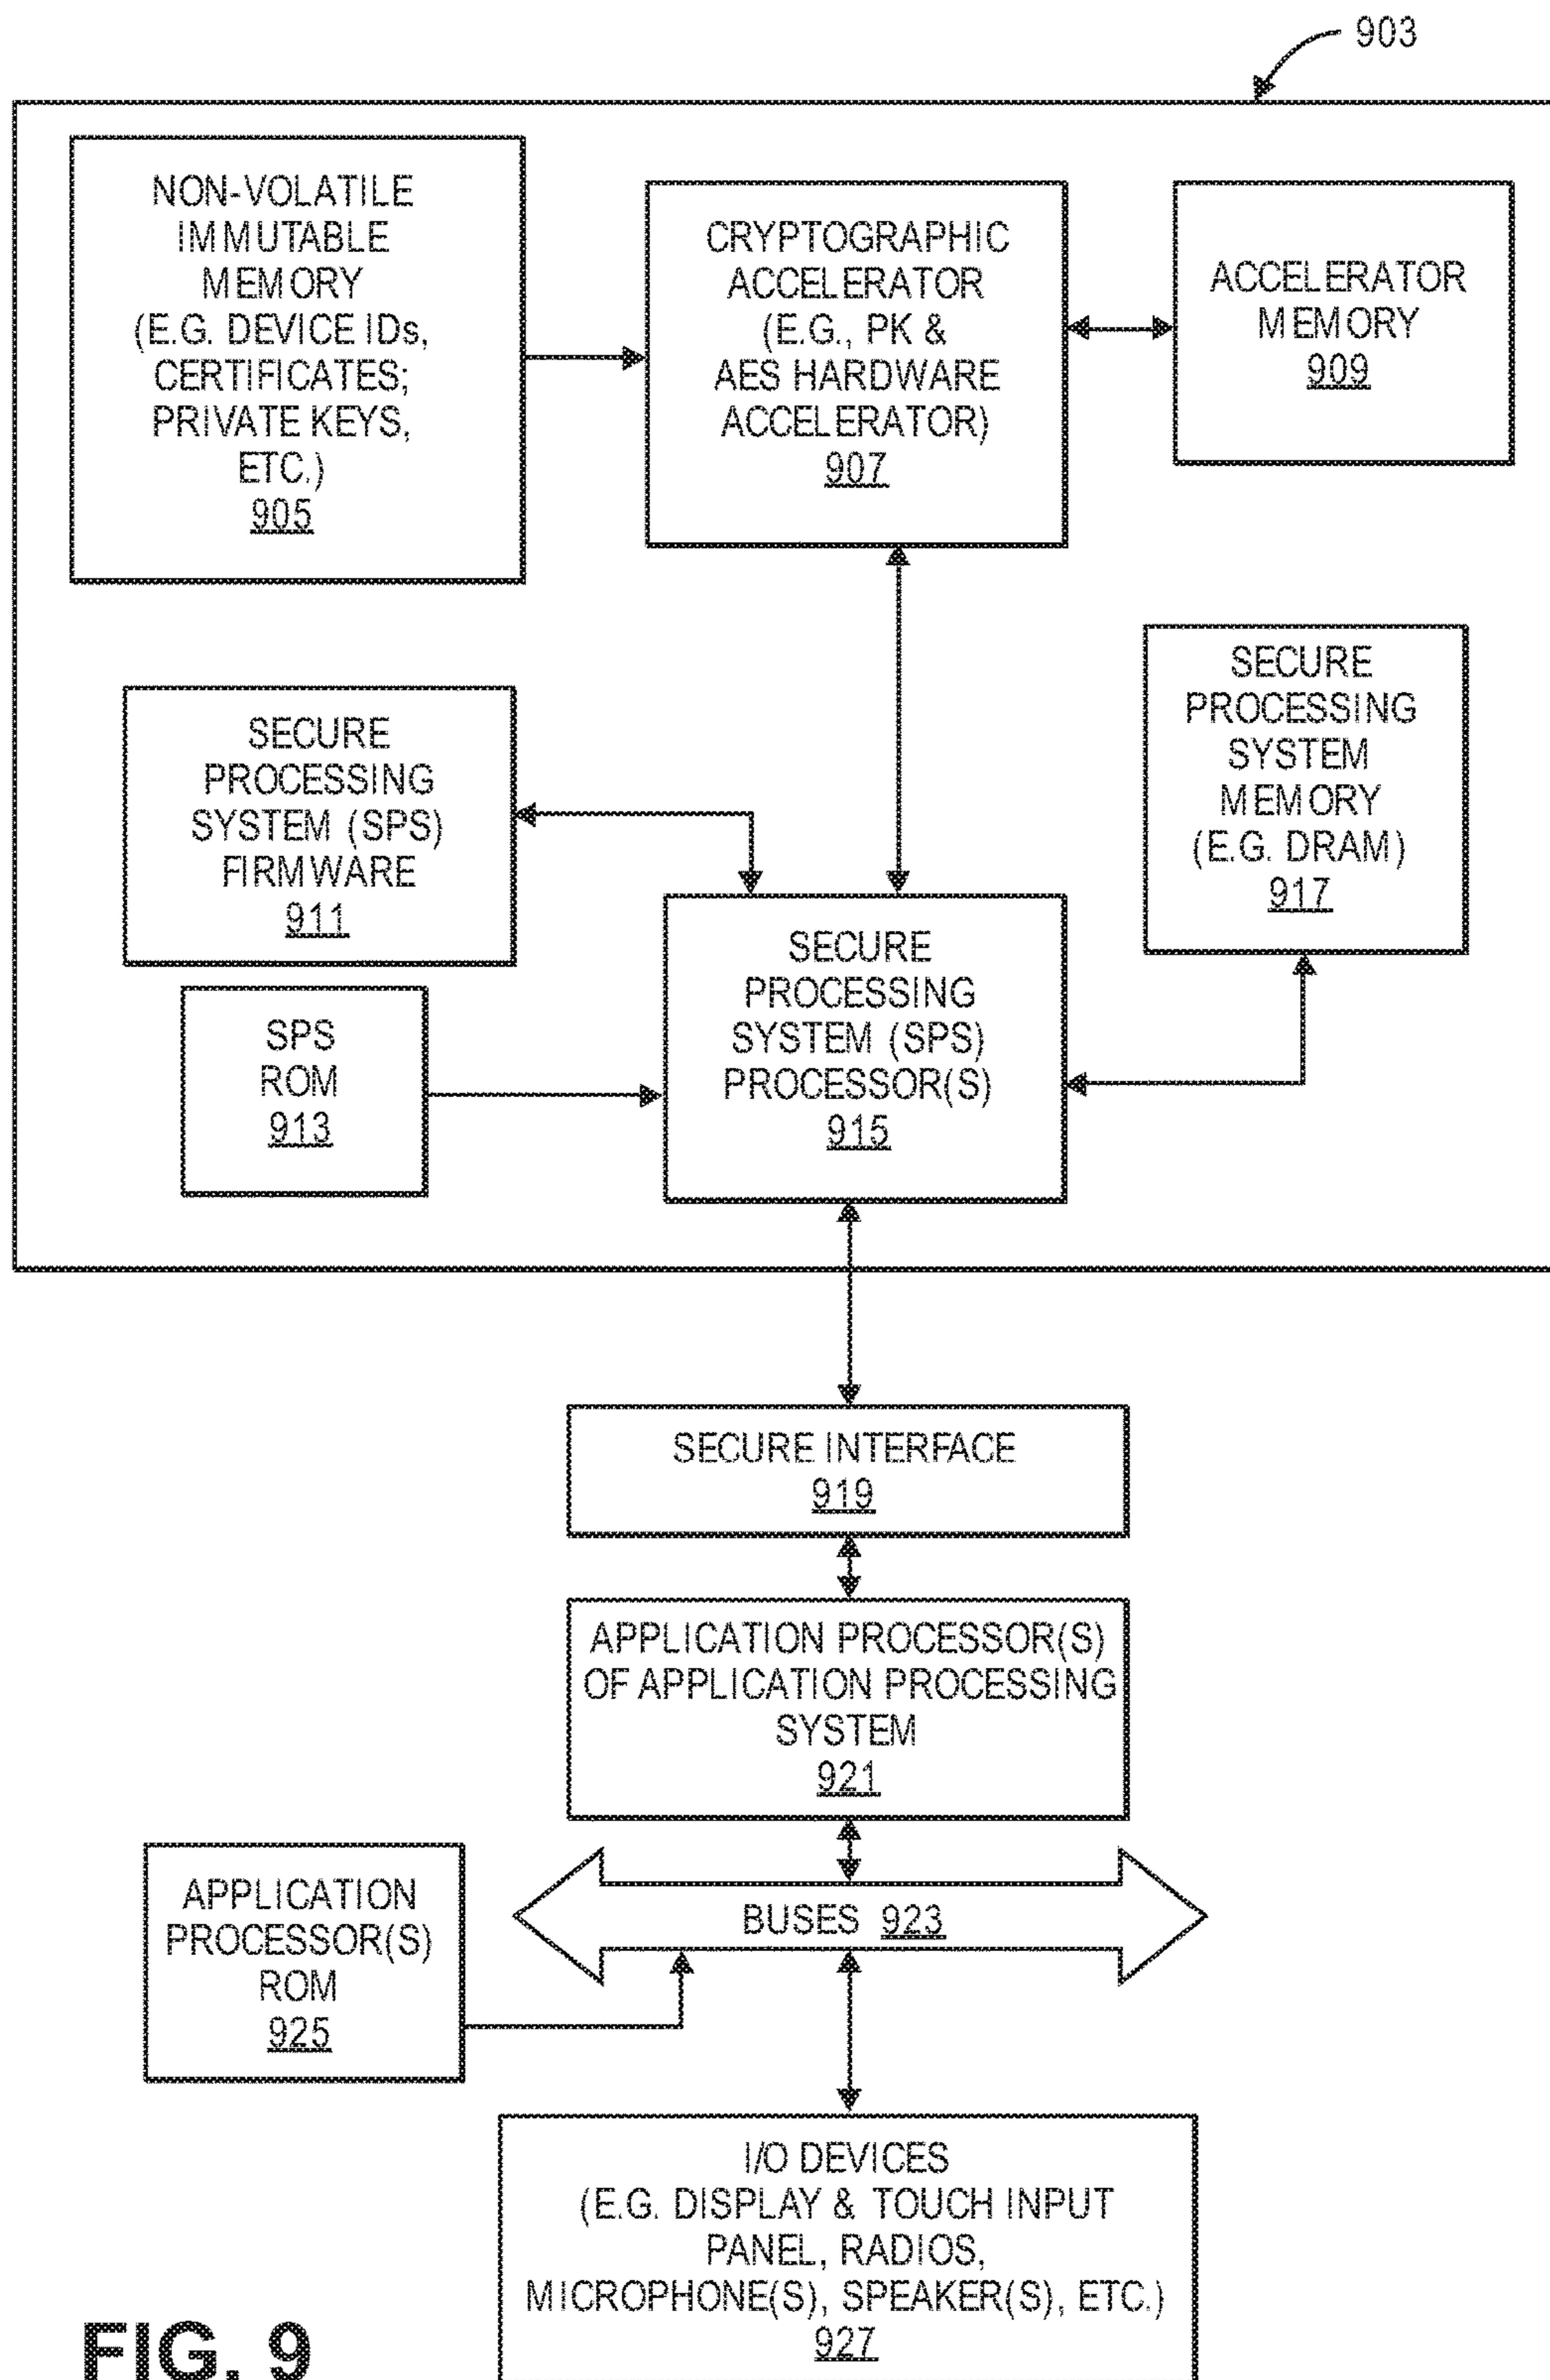 903
NON-VOLATILE
IMMUTABLE
MEMORY
(E.G. DEVICE IDs,
CERTIFICATES;
PRIVATE KEYS,
ETC.)
905
CRYPTOGRAPHIC
ACCELERATOR
(E.G., PK &
AES HARDWARE
ACCELERATOR)
907
ACCELERATOR
MEMORY
909
SECURE
PROCESSING
SYSTEM (SPS)
FIRMWARE
911
SECURE
PROCESSING
SYSTEM
MEMORY
(E.G. DRAM)
917
SPS
ROM
913
SECURE
PROCESSING
SYSTEM (SPS)
PROCESSOR(S)
915
SECURE INTERFACE
919
APPLICATION PROCESSOR(S)
OF APPLICATION PROCESSING
SYSTEM
921
BUSES 923
APPLICATION
PROCESSOR(S)
ROM
925
I/O DEVICES
(E.G. DISPLAY & TOUCH INPUT
PANEL, RADIOS,
MICROPHONE(S), SPEAKER(S), ETC.)
927
FIG. 9